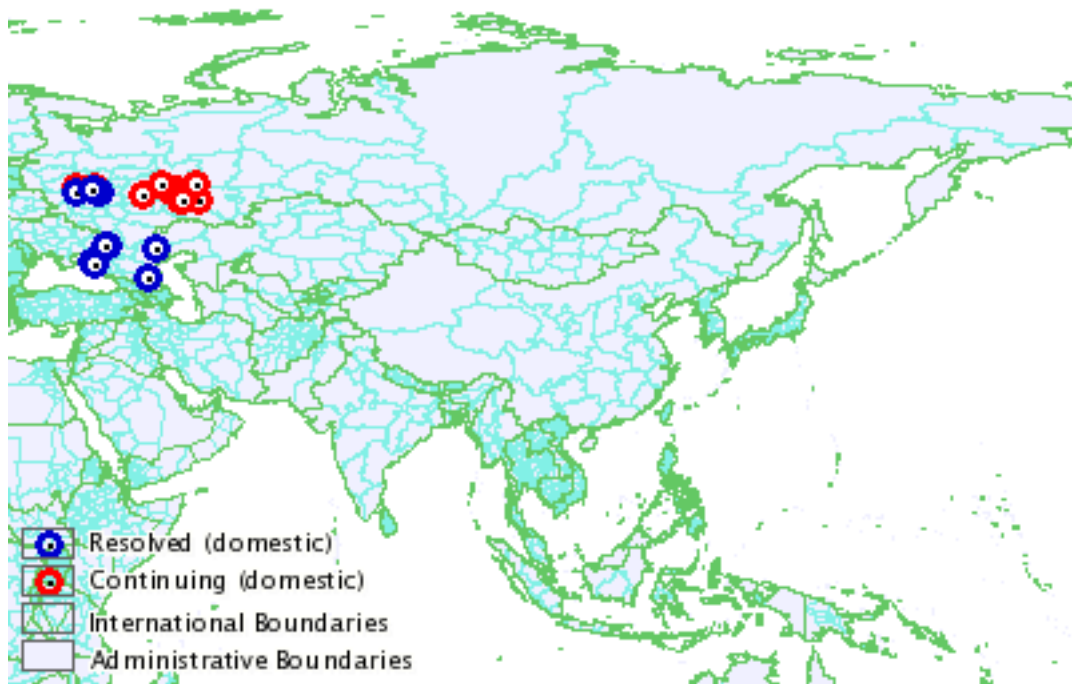 Resolved (domestic)
Continuing (domestic)
International Boundaries
Administrative Boundaries